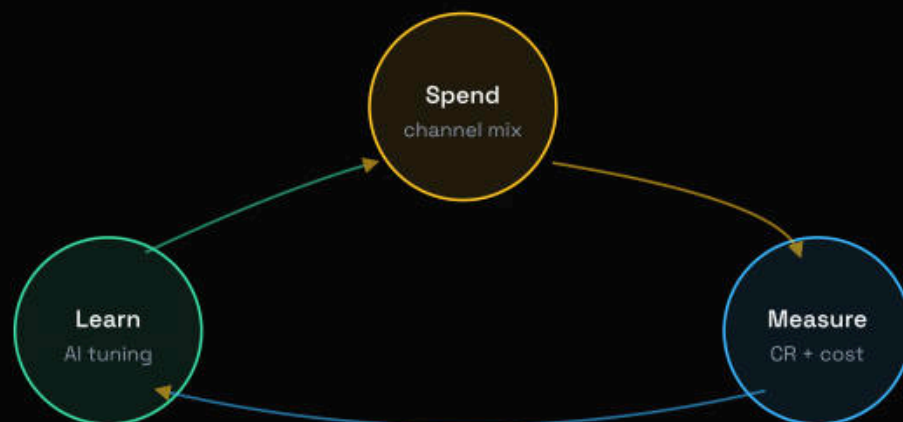 Spend
channel mix
Learn
AI tuning
Measure
CR + cost